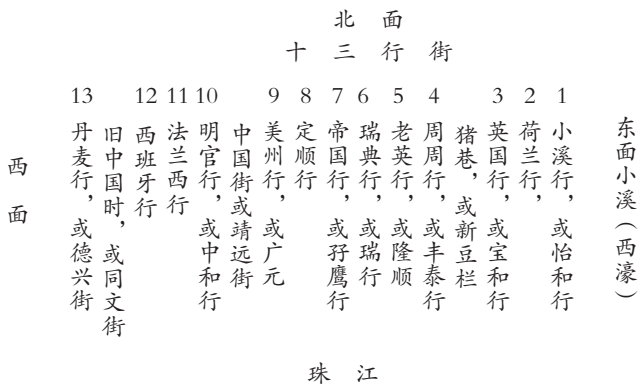 北面
十三行街
东面小溪（西濠）
1 小溪行，或怡和行
2 荷兰行，
3 英国行，或宝和行
猪巷，或新豆栏
4 周周行，或丰泰行
5 老英行，或隆顺
6 瑞典行，或瑞行
7 帝国行，或孖鹰行
8 定顺行
9 美州行，或广元
中国街或靖远街
10 明官行，或中和行
11 法兰西行
12 西班牙行
旧中国时，或同文街
13 丹麦行，或德兴街
西面
珠江